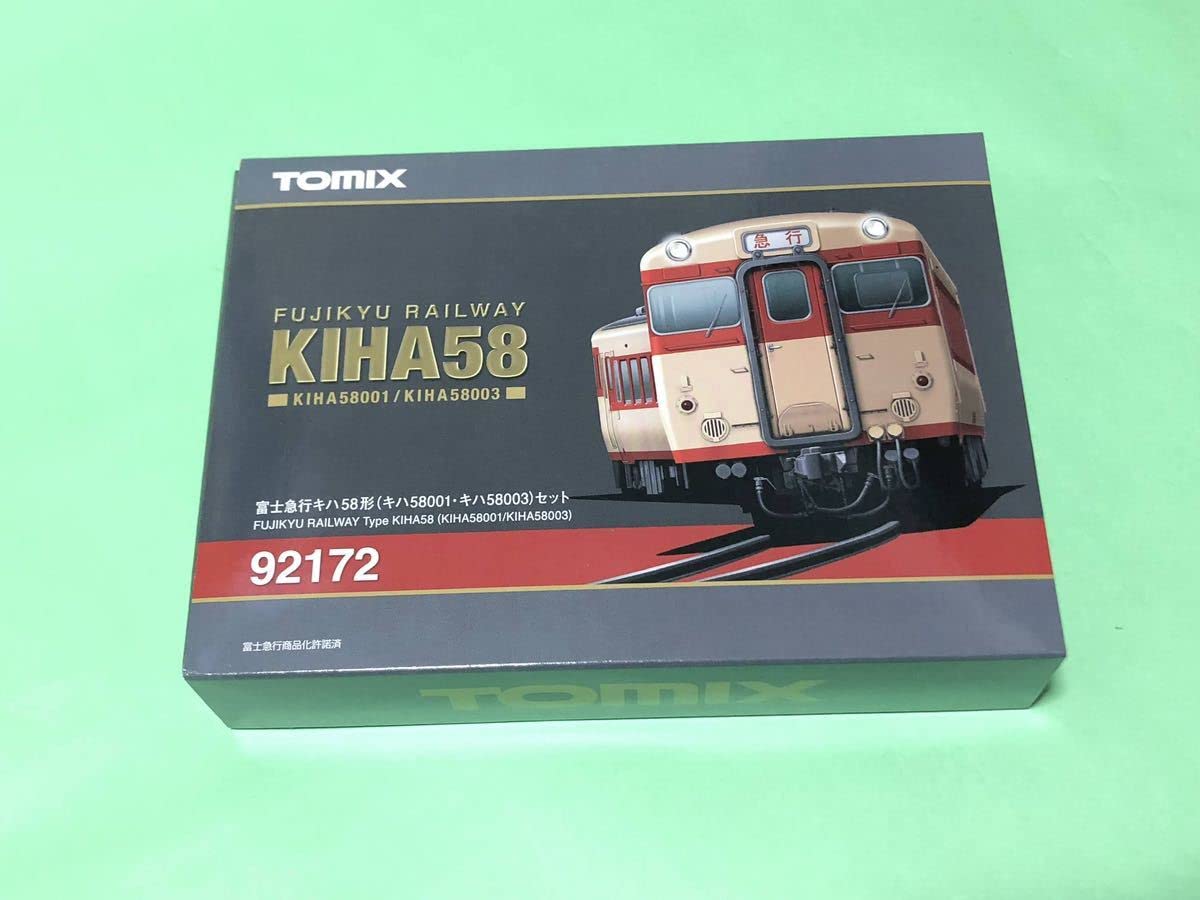 TOMIX
急行
FUJIKYU RAILWAY
KIHA58
KIHA58001/KIHA58003
富士急行キハ58形(キハ58001・キハ58003)セット
FUJIKYU RAILWAY Type KIHA58 (KIHA58001/KIHA58003)
92172
富士急行商品化許諾済
TOMIX